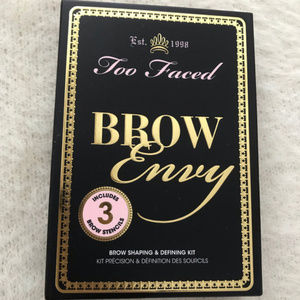 Est. 1998
Too Faced
BROW
Envy
INCLUDES
3
BROW STENCILS
BROW SHAPING & DEFINING KIT
KIT PRÉCISION & DÉFINITION DES SOURCILS